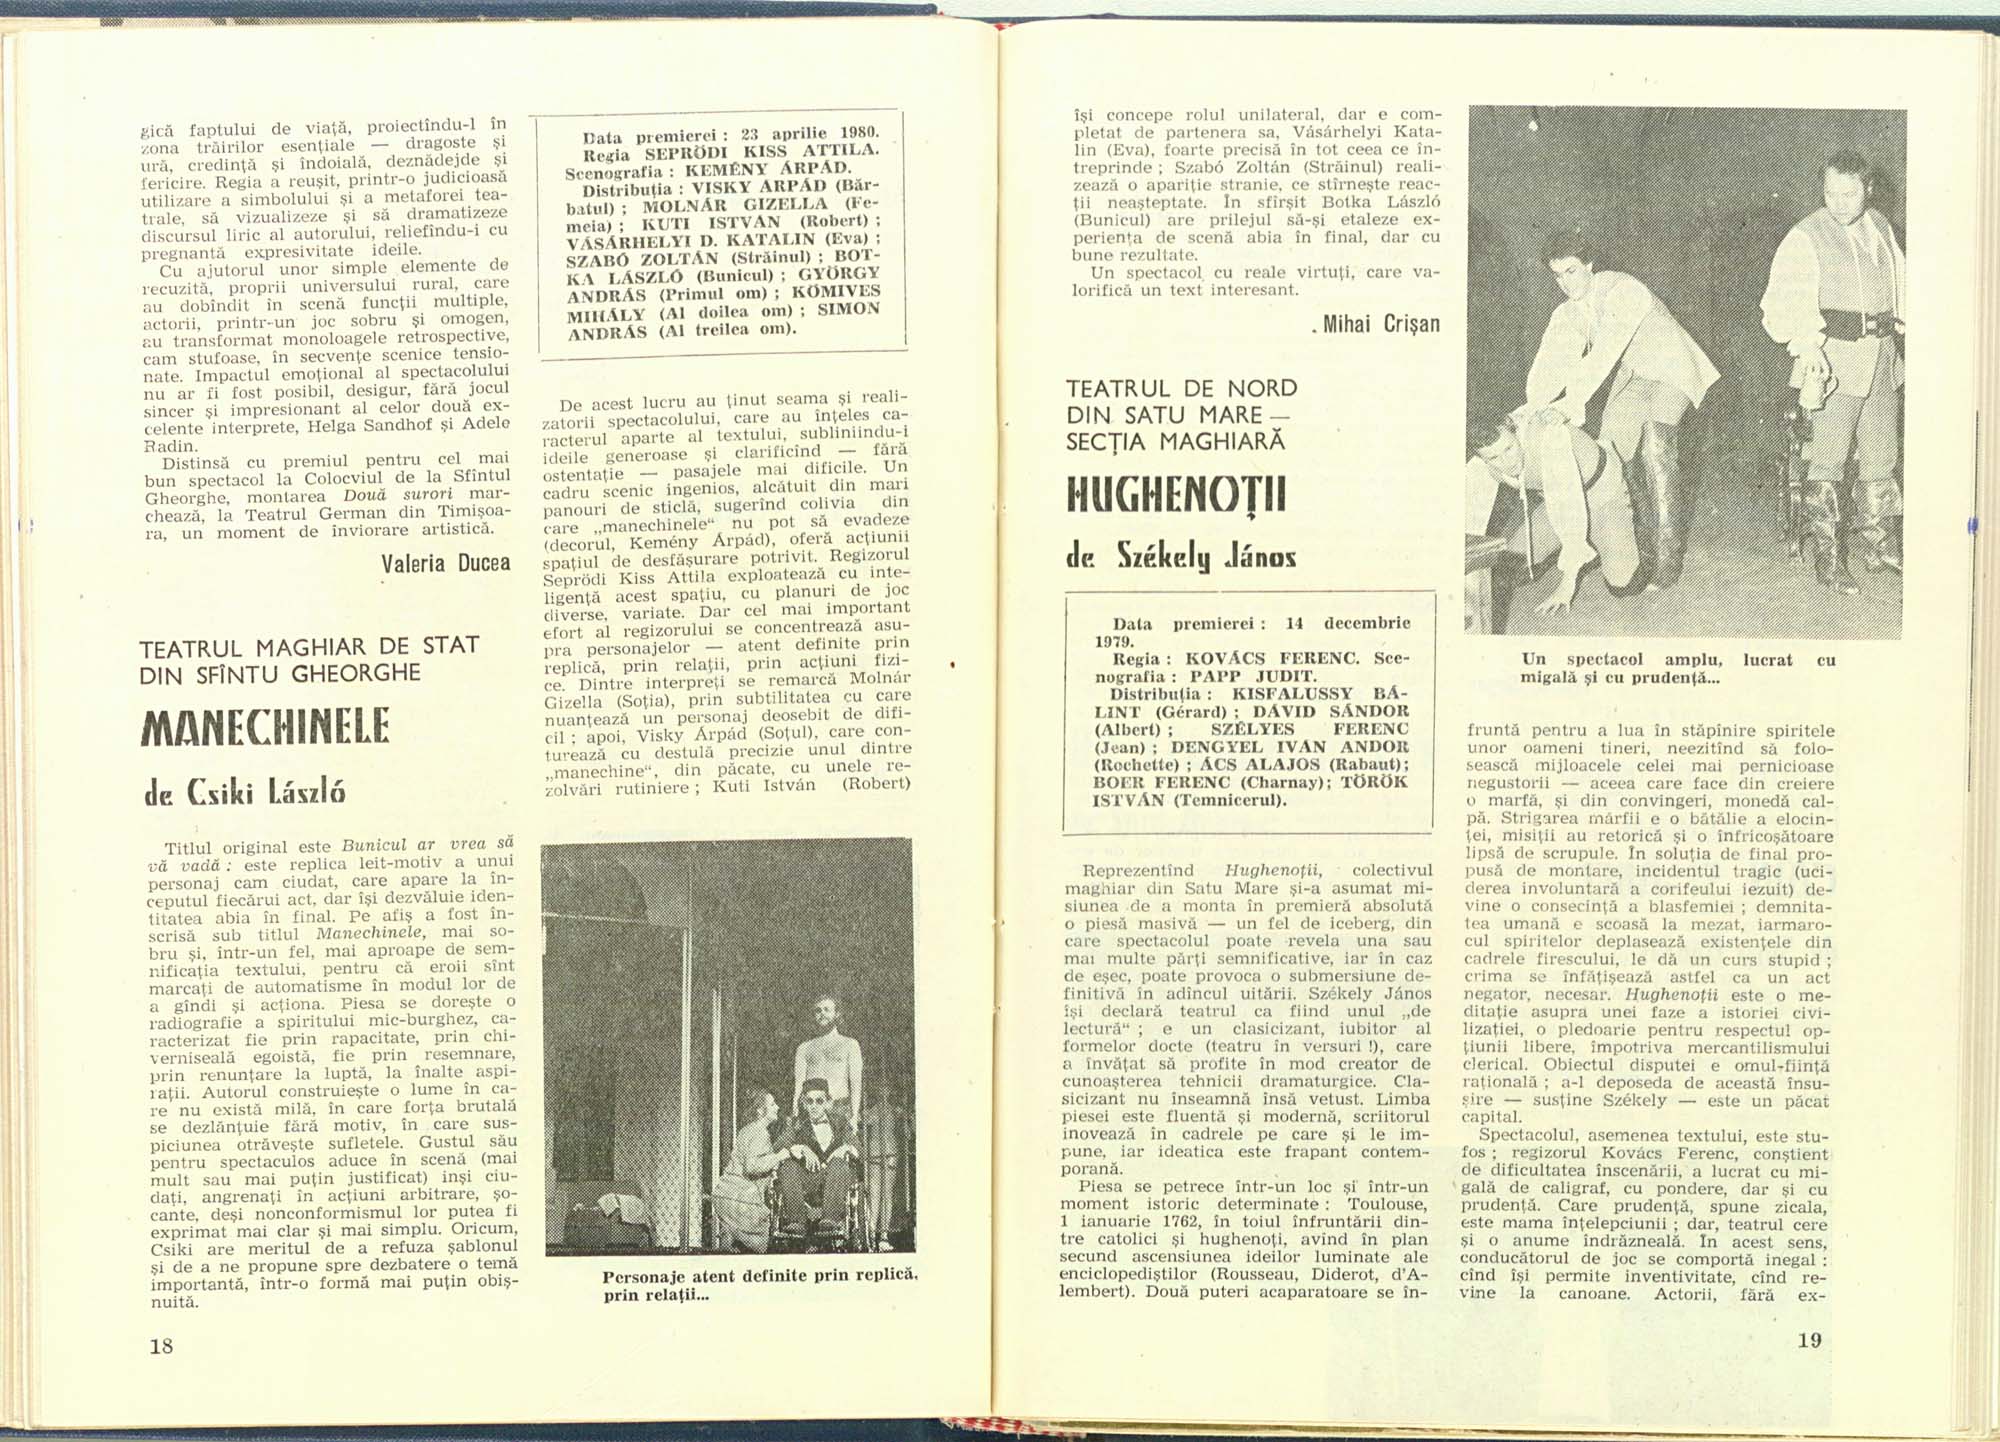 gică faptului de viață, proiectîndu-l în
zona trăirilor esențiale — dragoste și
ură, credință și îndoială, deznădejde și
fericire. Regia a reușit, printr-o judicioasă
utilizare a simbolului și a metaforei tea-
trale, să vizualizeze și să dramatizeze
discursul liric al autorului, reliefîndu-i cu
pregnantă expresivitate ideile.
Cu ajutorul unor simple elemente de
recuzită, proprii universului rural, care
au dobîndit în scenă funcții multiple,
actorii, printr-un joc sobru și omogen,
au transformat monoloagele retrospective,
cam stufoase, în secvențe scenice tensio-
nate. Impactul emoțional al spectacolului
nu ar fi fost posibil, desigur, fără jocul
sincer și impresionant al celor două ex-
celente interprete, Helga Sandhof și Adele
Radin.
Distinsă cu premiul pentru cel mai
bun spectacol la Colocviul de la Sfîntul
Gheorghe, montarea Două surori mar-
chează, la Teatrul German din Timișoa-
ra, un moment de înviorare artistică.
Valeria Ducea
TEATRUL MAGHIAR DE STAT
DIN SFÎNTU GHEORGHE
MANECHINELE
de Csiki László
Titlul original este Bunicul ar vrea să
vă vadă : este replica leit-motiv a unui
personaj cam ciudat, care apare la în-
ceputul fiecărui act, dar își dezvăluie iden-
titatea abia în final. Pe afiș a fost în-
scrisă sub titlul Manechinele, mai so-
bru și, într-un fel, mai aproape de sem-
nificația textului, pentru că eroii sînt
marcați de automatisme în modul lor de
a gîndi și acționa. Piesa se dorește o
radiografie a spiritului mic-burghez, ca-
racterizat fie prin rapacitate, prin chi-
verniseală egoistă, fie prin resemnare,
prin renunțare la luptă, la înalte aspi-
rații. Autorul construiește o lume în ca-
re nu există milă, în care forța brutală
se dezlănțuie fără motiv, în care sus-
piciunea otrăvește sufletele. Gustul său
pentru spectaculos aduce în scenă (mai
mult sau mai puțin justificat) inși ciu-
dați, angrenați în acțiuni arbitrare, șo-
cante, deși nonconformismul lor putea fi
exprimat mai clar și mai simplu. Oricum,
Csiki are meritul de a refuza șablonul
și de a ne propune spre dezbatere o temă
importantă, într-o formă mai puțin obiș-
nuită.
18
Data premierei : 23 aprilie 1980.
Regia SEPRÖDI KISS ATTILA.
Scenografia : KEMÉNY ÁRPÁD.
Distribuția : VISKY ARPÁD (Băr-
batul) ; MOLNÁR GIZELLA (Fe-
meia) ; KUTI ISTVÁN (Robert) ;
VÁSÁRHELYI D. KATALIN (Eva) ;
SZABÓ ZOLTÁN (Străinul) ; BOT-
KA LÁSZLÓ (Bunicul) ; GYÖRGY
ANDRÁS (Primul om) ; KÖMIVES
MIHÁLY (Al doilea om) ; SIMON
ANDRÁS (Al treilea om).
De acest lucru au ținut seama și reali-
zatorii spectacolului, care au înțeles ca-
racterul aparte al textului, subliniindu-i
ideile generoase și clarificînd — fără
ostentație — pasajele mai dificile. Un
cadru scenic ingenios, alcătuit din mari
panouri de sticlă, sugerînd colivia din
care „manechinele“ nu pot să evadeze
(decorul, Kemény Árpád), oferă acțiunii
spațiul de desfășurare potrivit. Regizorul
Seprödi Kiss Attila exploatează cu inte-
ligență acest spațiu, cu planuri de joc
diverse, variate. Dar cel mai important
efort al regizorului se concentrează asu-
pra personajelor — atent definite prin
replică, prin relații, prin acțiuni fizi-
ce. Dintre interpreți se remarcă Molnár
Gizella (Soția), prin subtilitatea cu care
nuanțează un personaj deosebit de difi-
cil ; apoi, Visky Árpád (Soțul), care con-
turează cu destulă precizie unul dintre
„manechine“, din păcate, cu unele re-
zolvări rutiniere ; Kuti István (Robert)
Personaje atent definite prin replică,
prin relații...
își concepe rolul unilateral, dar e com-
pletat de partenera sa, Vásárhelyi Kata-
lin (Eva), foarte precisă în tot ceea ce în-
treprinde ; Szabó Zoltán (Străinul) reali-
zează o apariție stranie, ce stîrnește reac-
ții neașteptate. În sfîrșit Botka László
(Bunicul) are prilejul să-și etaleze ex-
periența de scenă abia în final, dar cu
bune rezultate.
Un spectacol cu reale virtuți, care va-
lorifică un text interesant.
Mihai Crișan
TEATRUL DE NORD
DIN SATU MARE —
SECȚIA MAGHIARĂ
HUGHENOȚII
de Székely János
Data premierei : 14 decembrie
1979.
Regia : KOVÁCS FERENC. Sce-
nografia : PAPP JUDIT.
Distribuția : KISFALUSSY BÁ-
LINT (Gérard) ; DÁVID SÁNDOR
(Albert) ; SZÉLYES FERENC
(Jean) ; DENGYEL IVÁN ANDOR
(Rochette) ; ÁCS ALAJOS (Rabaut);
BOER FERENC (Charnay); TÖRÖK
ISTVÁN (Temnicerul).
Reprezentînd Hughenoții, colectivul
maghiar din Satu Mare și-a asumat mi-
siunea de a monta în premieră absolută
o piesă masivă — un fel de iceberg, din
care spectacolul poate revela una sau
mai multe părți semnificative, iar în caz
de eșec, poate provoca o submersiune de-
finitivă în adîncul uitării. Székely János
își declară teatrul ca fiind unul „de
lectură“ ; e un clasicizant, iubitor al
formelor docte (teatru în versuri !), care
a învățat să profite în mod creator de
cunoașterea tehnicii dramaturgice. Cla-
sicizant nu înseamnă însă vetust. Limba
piesei este fluentă și modernă, scriitorul
inovează în cadrele pe care și le im-
pune, iar ideatica este frapant contem-
porană.
Piesa se petrece într-un loc și într-un
moment istoric determinate : Toulouse,
1 ianuarie 1762, în toiul înfruntării din-
tre catolici și hughenoți, avînd în plan
secund ascensiunea ideilor luminate ale
enciclopediștilor (Rousseau, Diderot, d'A-
lembert). Două puteri acaparatoare se în-
Un spectacol amplu, lucrat cu
migală și cu prudență...
fruntă pentru a lua în stăpînire spiritele
unor oameni tineri, neezitînd să folo-
sească mijloacele celei mai pernicioase
negustorii — aceea care face din creiere
o marfă, și din convingeri, monedă cal-
pă. Strigarea mărfii e o bătălie a elocin-
ței, misiții au retorică și o înfricoșătoare
lipsă de scrupule. În soluția de final pro-
pusă de montare, incidentul tragic (uci-
derea involuntară a corifeului iezuit) de-
vine o consecință a blasfemiei ; demnita-
tea umană e scoasă la mezat, iarmaro-
cul spiritelor deplasează existențele din
cadrele firescului, le dă un curs stupid ;
crima se înfățișează astfel ca un act
negator, necesar. Hughenoții este o me-
ditație asupra unei faze a istoriei civi-
lizației, o pledoarie pentru respectul op-
țiunii libere, împotriva mercantilismului
clerical. Obiectul disputei e omul-ființă
rațională ; a-l deposeda de această însu-
șire — susține Székely — este un păcat
capital.
Spectacolul, asemenea textului, este stu-
fos ; regizorul Kovács Ferenc, conștient
de dificultatea înscenării, a lucrat cu mi-
gală de caligraf, cu pondere, dar și cu
prudență. Care prudență, spune zicala,
este mama înțelepciunii ; dar, teatrul cere
și o anume îndrăzneală. În acest sens,
conducătorul de joc se comportă inegal :
cînd își permite inventivitate, cînd re-
vine la canoane. Actorii, fără ex-
19